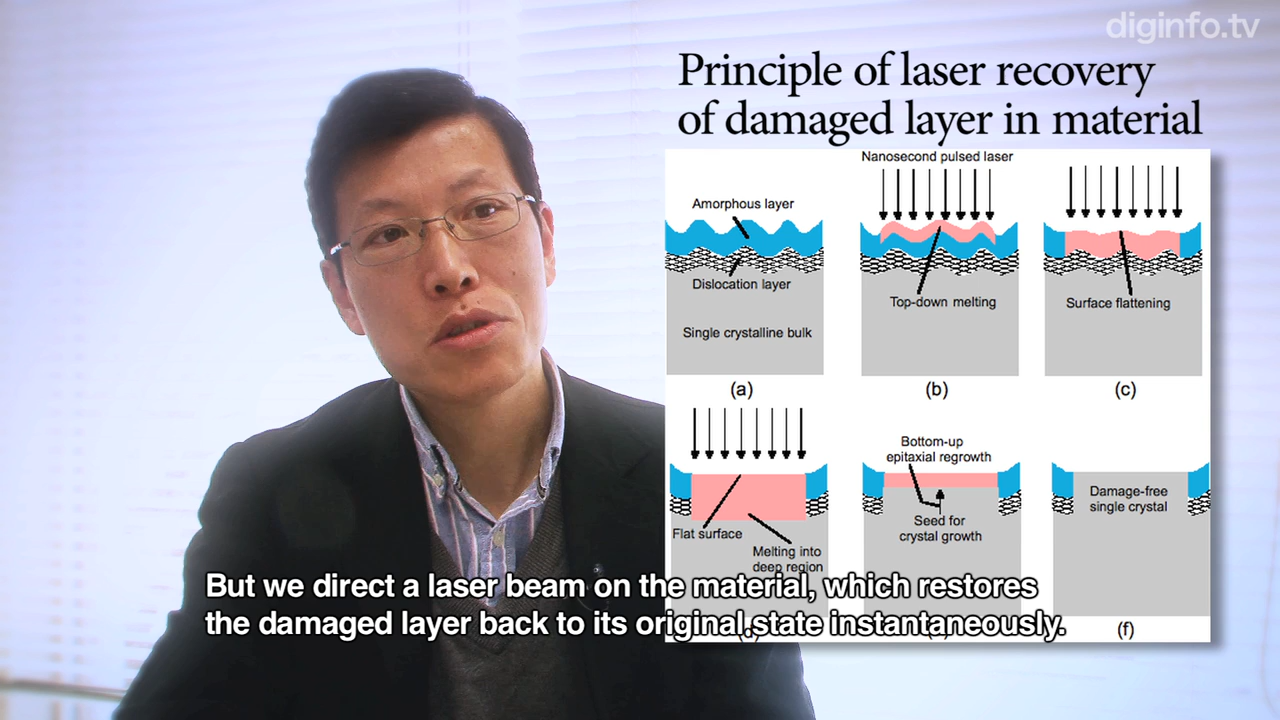 diginfo.tv
Principle of laser recovery
of damaged layer in material
Nanosecond pulsed laser
Amorphous layer
Dislocation layer
Top-down melting
Surface flattening
Single crystalline bulk
(a)
(b)
(c)
Bottom-up
epitaxial regrowth
Damage-free
single crystal
Seed for
crystal growth
Flat surface
Melting into
deep region
But we direct a laser beam on the material, which restores
the damaged layer back to its original state instantaneously.
(d)
(f)